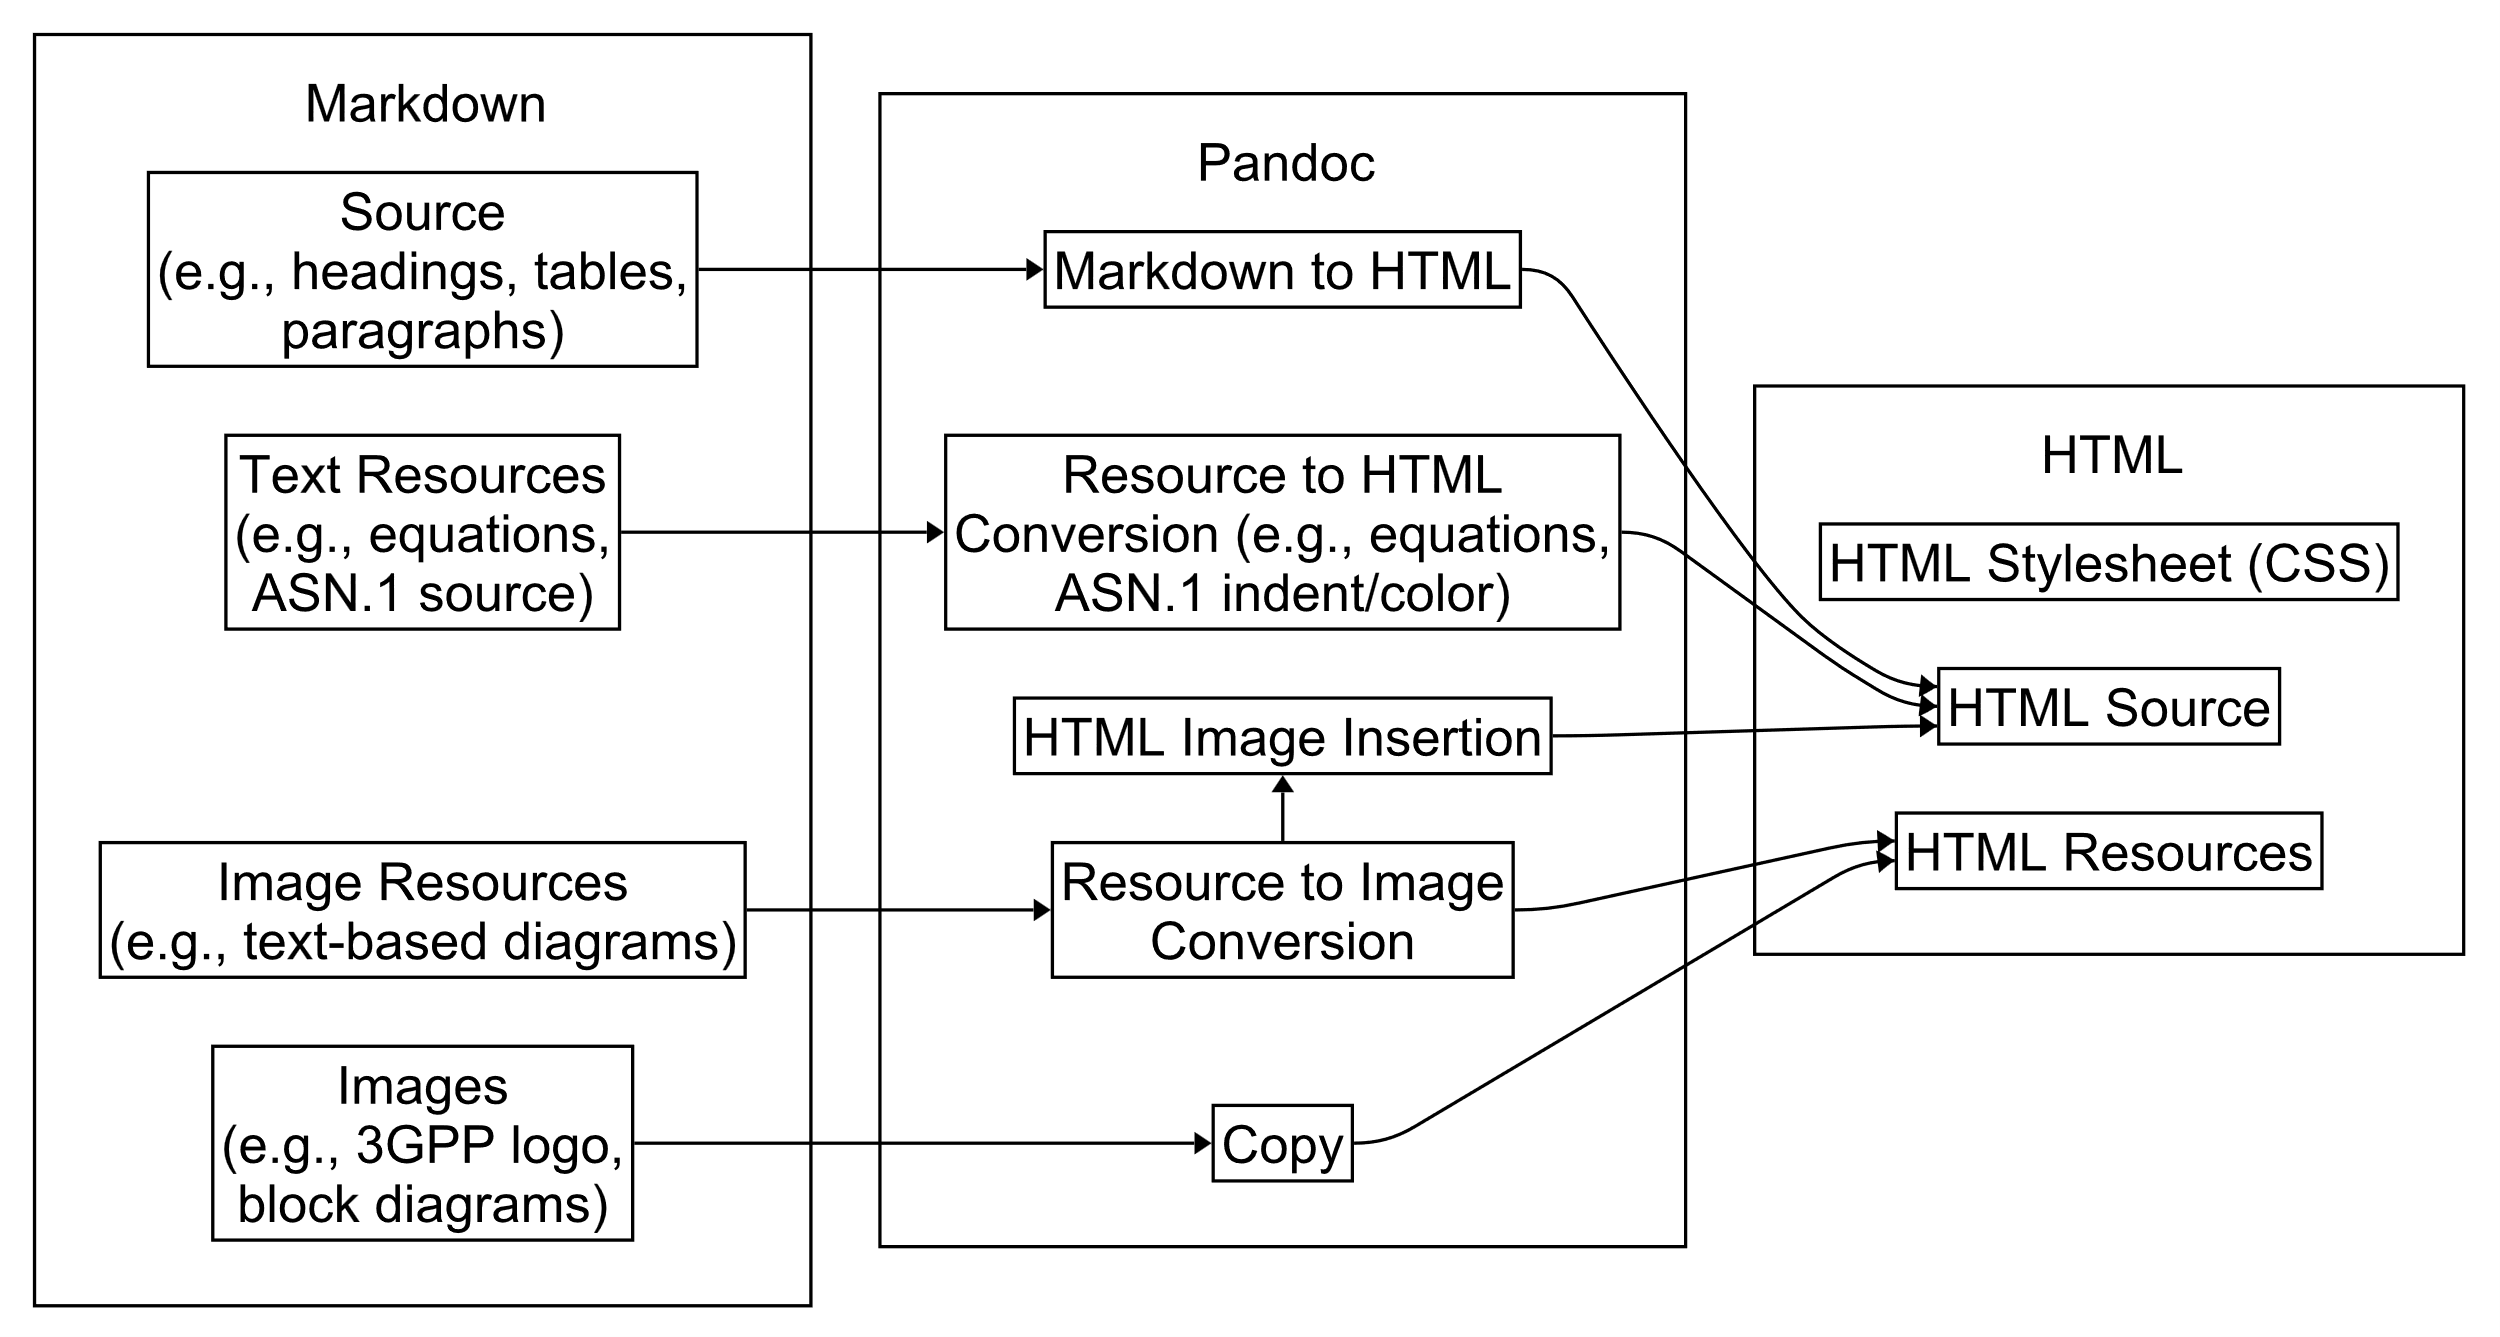 Markdown
Source
(e.g., headings, tables,
paragraphs)
Text Resources
(e.g., equations,
ASN.1 source)
Image Resources
(e.g., text-based diagrams)
Images
(e.g., 3GPP logo,
block diagrams)
Pandoc
Markdown to HTML
Resource to HTML
Conversion (e.g., equations,
ASN.1 indent/color)
HTML Image Insertion
Resource to Image
Conversion
Copy
HTML
HTML Stylesheet (CSS)
HTML Source
HTML Resources